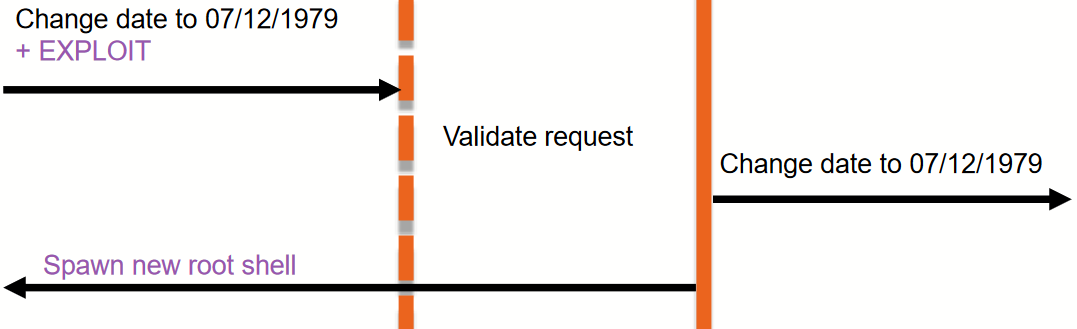 Change date to 07/12/1979
+ EXPLOIT
Validate request
Change date to 07/12/1979
Spawn new root shell